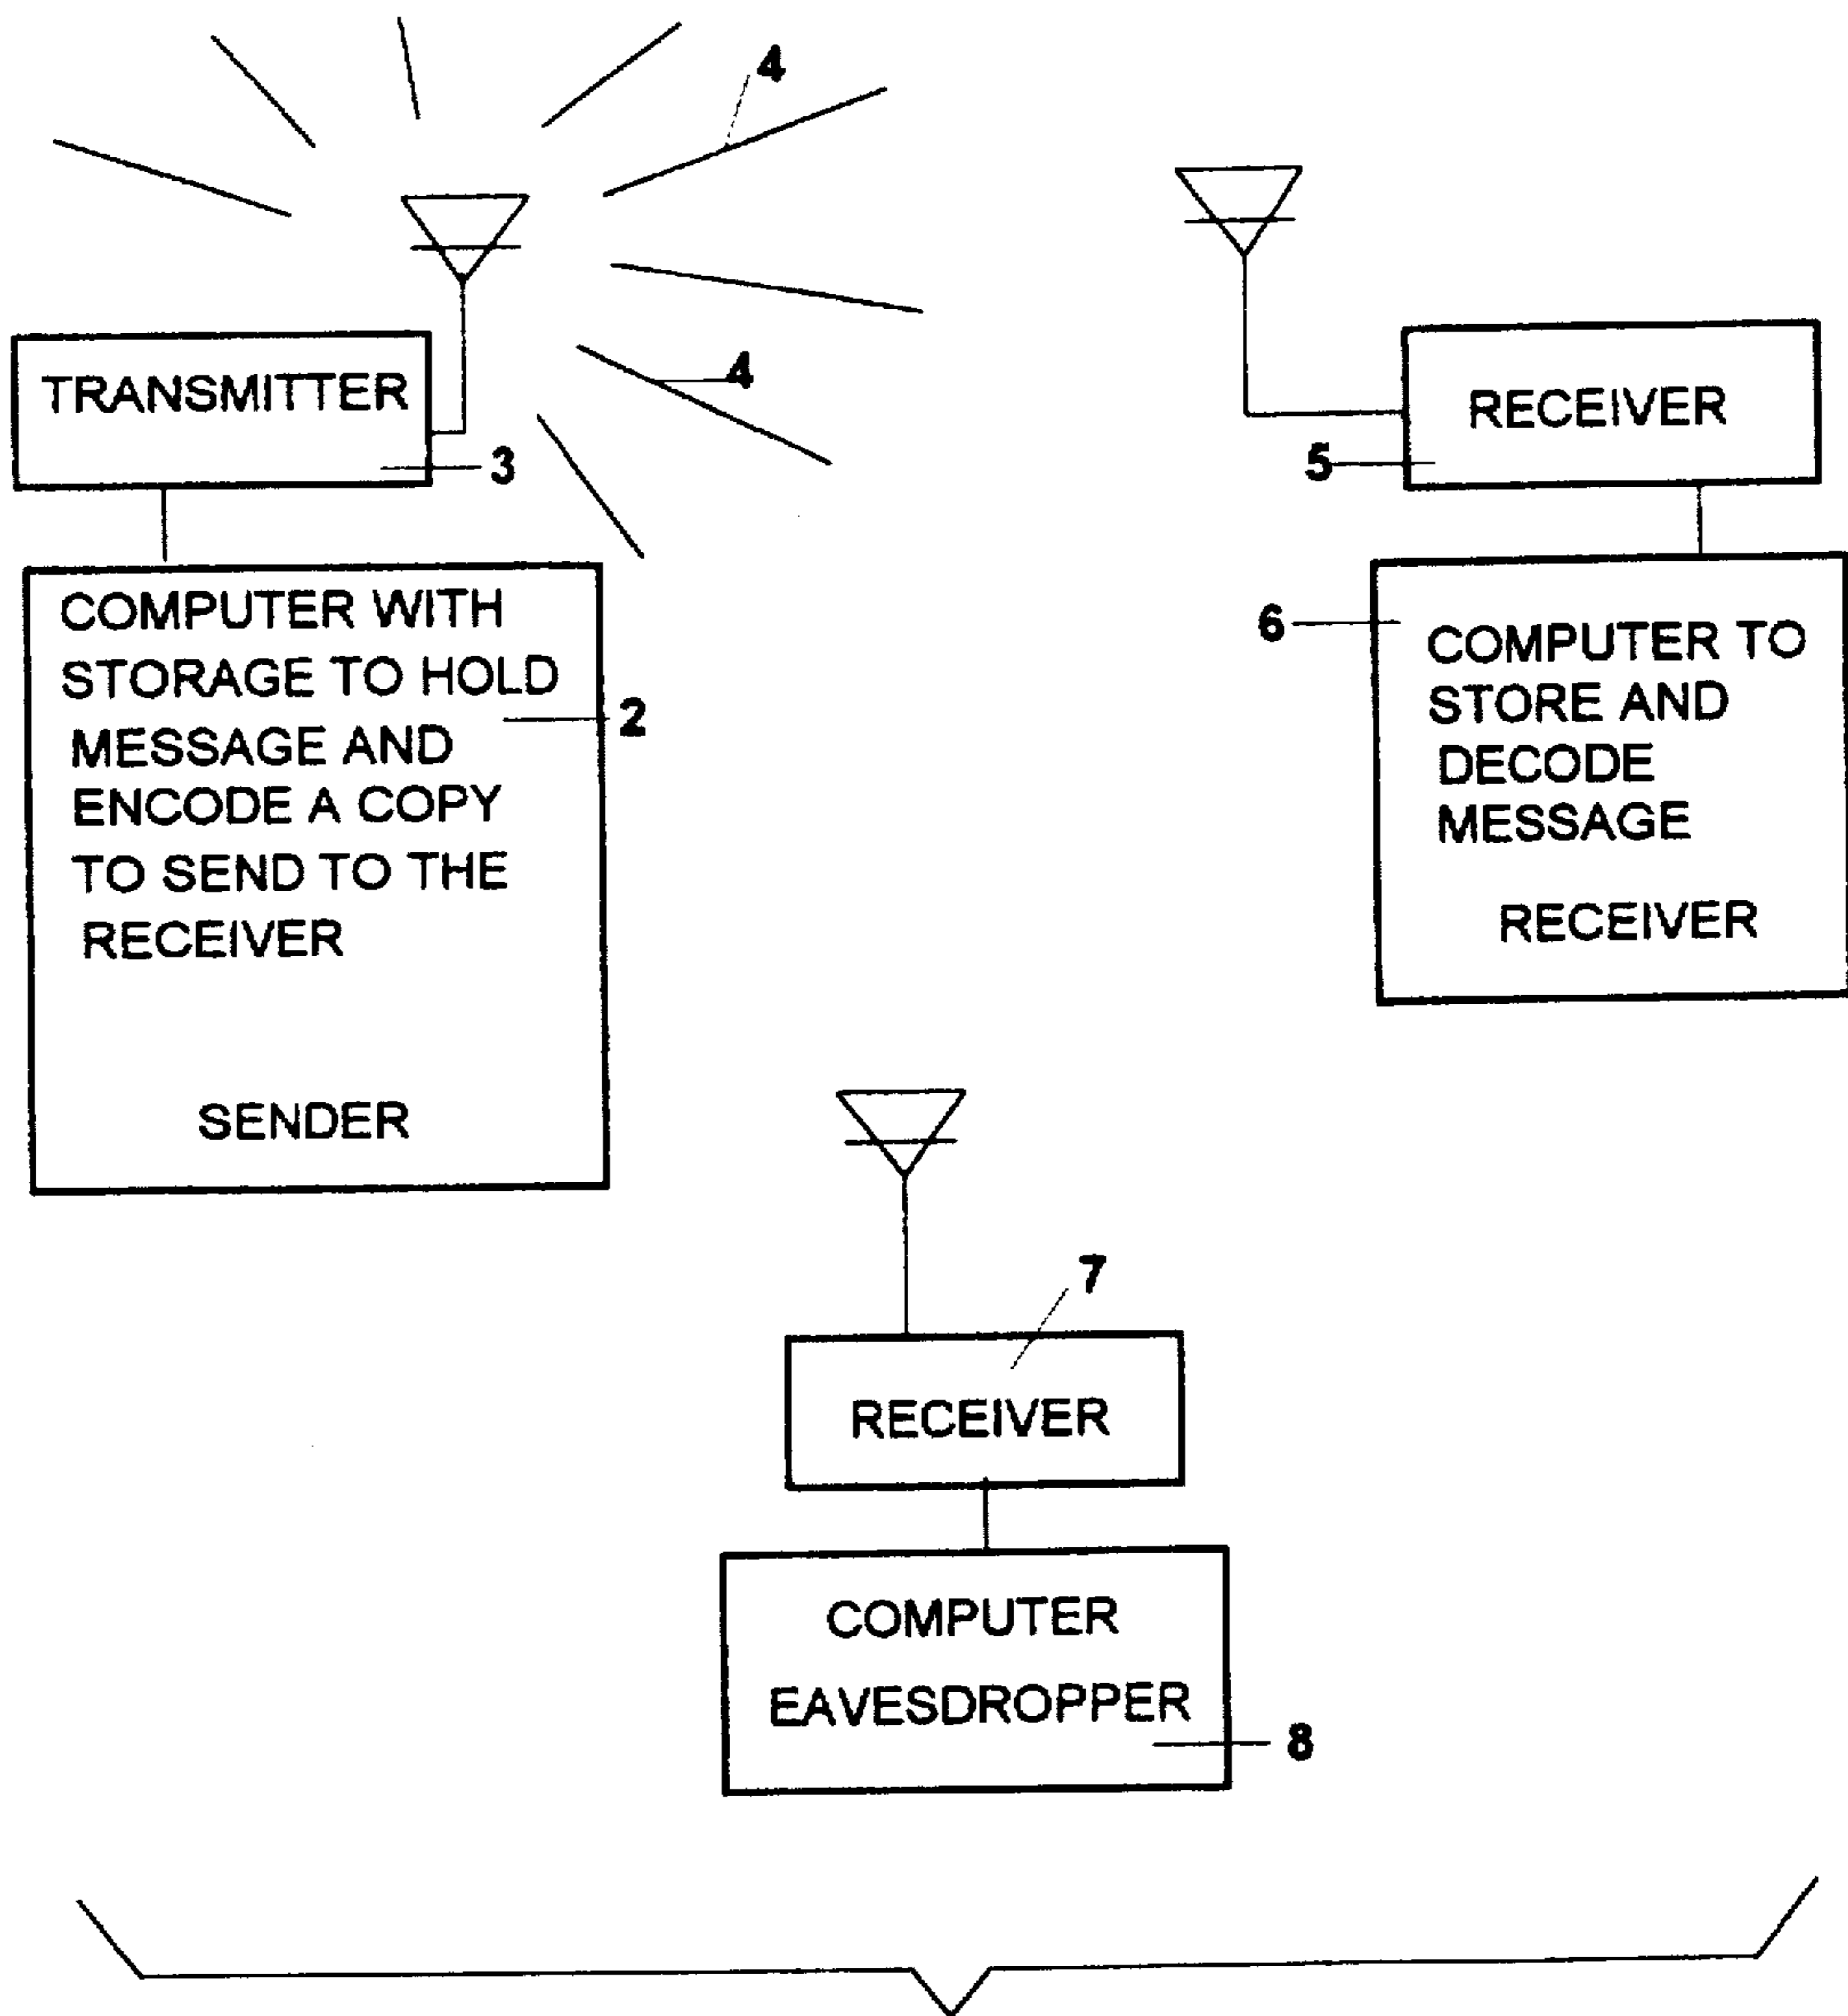 4
TRANSMITTER
3
4
RECEIVER
5
COMPUTER WITH
STORAGE TO HOLD
MESSAGE AND
ENCODE A COPY
TO SEND TO THE
RECEIVER
2
SENDER
6
COMPUTER TO
STORE AND
DECODE
MESSAGE
RECEIVER
7
RECEIVER
COMPUTER
EAVESDROPPER
8